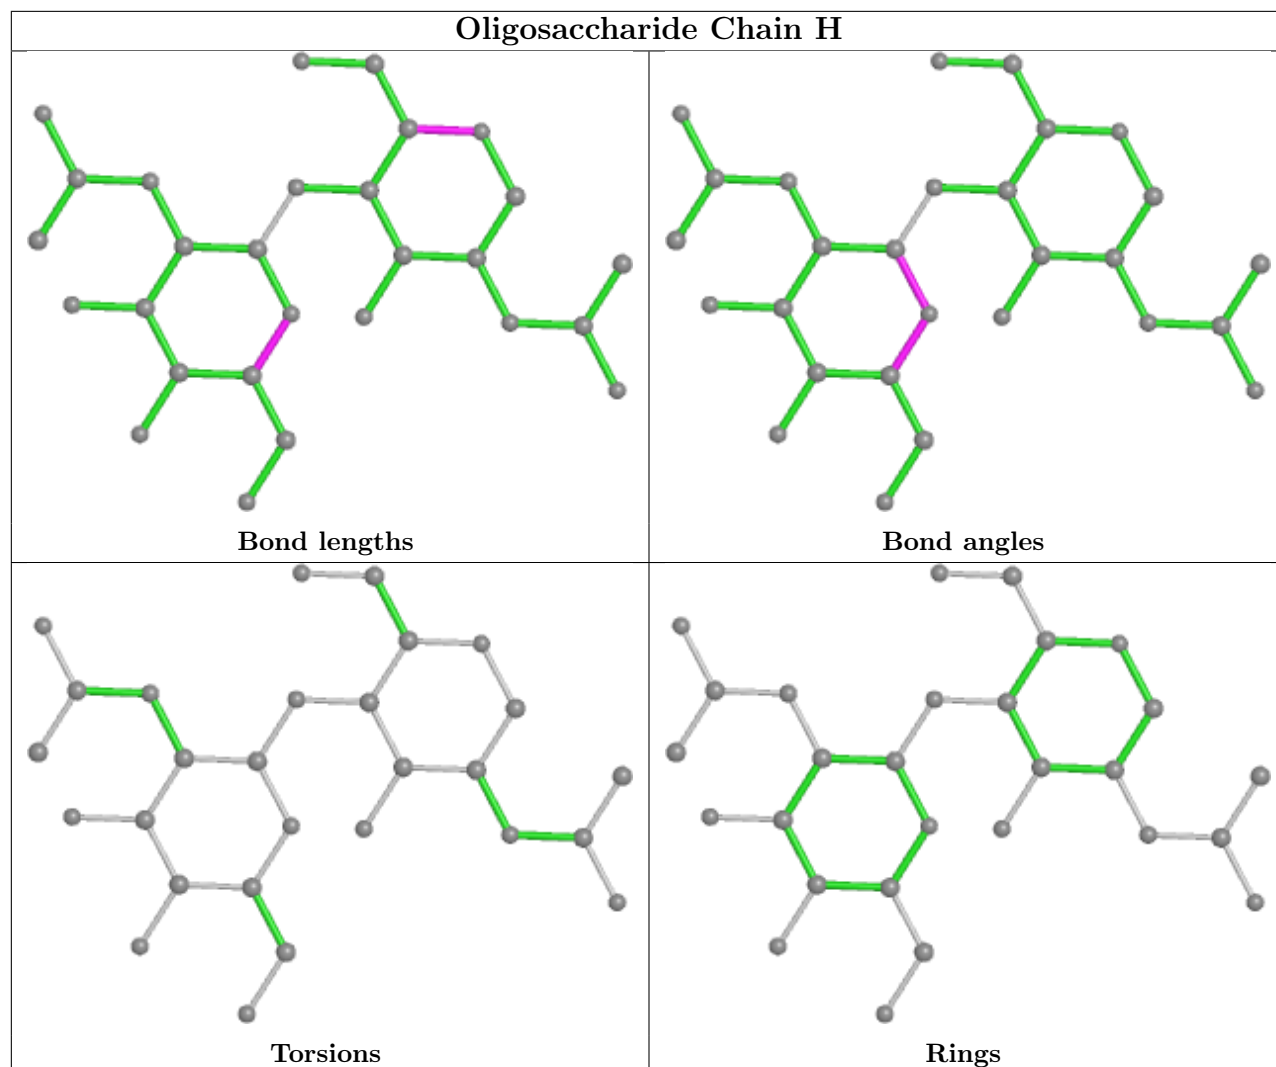 Oligosaccharide Chain H
Bond lengths
Bond angles
Torsions
Rings